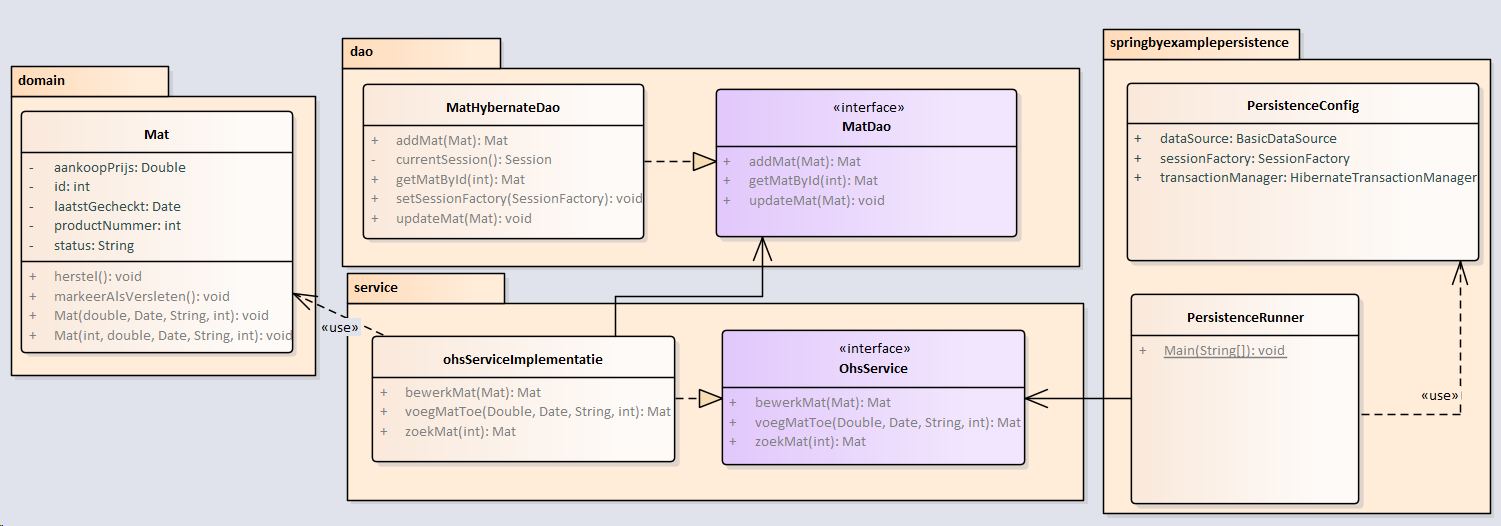 domain
Mat
- aankoopPrijs: Double
- id: int
- laatstGecheckt: Date
- productNummer: int
- status: String
+ herstel(): void
+ markeerAlsVersleten(): void
+ Mat(double, Date, String, int): void
+ Mat(int, double, Date, String, int): void
«use»
dao
MatHybernateDao
+ addMat(Mat): Mat
- currentSession(): Session
+ getMatById(int): Mat
+ setSessionFactory(SessionFactory): void
+ updateMat(Mat): void
«interface»
MatDao
+ addMat(Mat): Mat
+ getMatById(int): Mat
+ updateMat(Mat): void
service
ohsServiceImplementatie
+ bewerkMat(Mat): Mat
+ voegMatToe(Double, Date, String, int): Mat
+ zoekMat(int): Mat
«interface»
OhsService
+ bewerkMat(Mat): Mat
+ voegMatToe(Double, Date, String, int): Mat
+ zoekMat(int): Mat
springbyexamplepersistence
PersistenceConfig
+ dataSource: BasicDataSource
+ sessionFactory: SessionFactory
+ transactionManager: HibernateTransactionManager
PersistenceRunner
+ Main(String[]): void
«use»